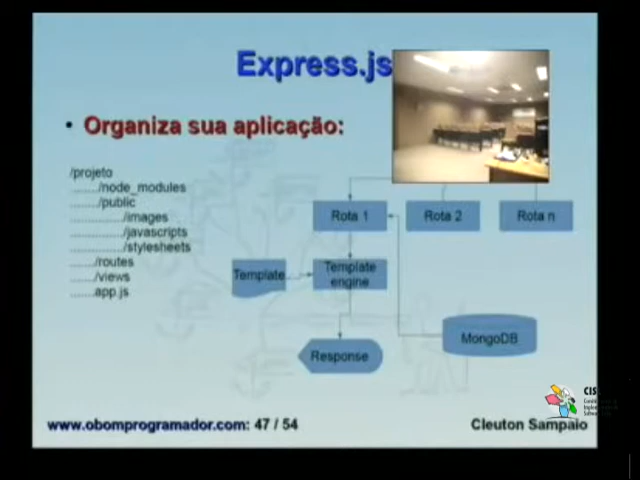 Express.js
• Organiza sua aplicação:
/projeto
......./node_modules
......./public
............./images
............./javascripts
............./stylesheets
......./routes
......./views
.......app.js
Rota 1
Rota 2
Rota n
Template
Template
engine
MongoDB
Response
CIS
www.obomprogramador.com: 47 / 54
Cleuton Sampaio